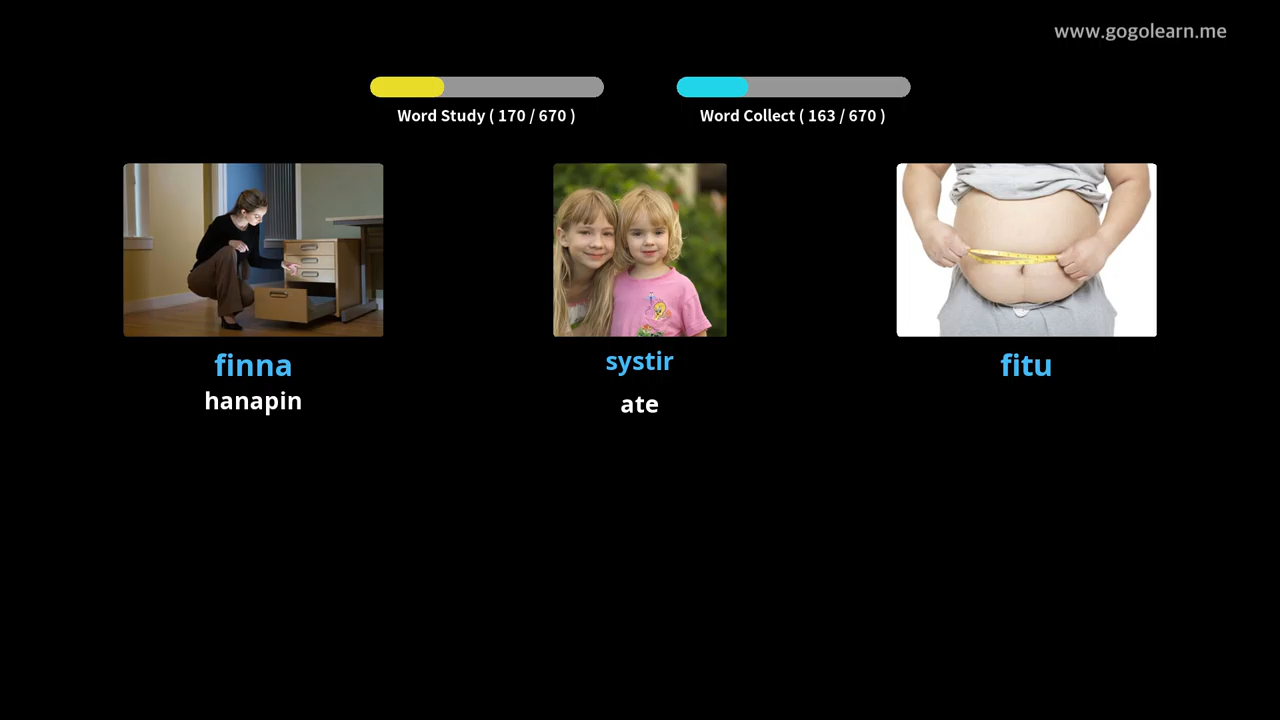 www.gogolearn.me
Word Study ( 170 / 670 )
Word Collect ( 163 / 670 )
finna
hanapin
systir
ate
fitu